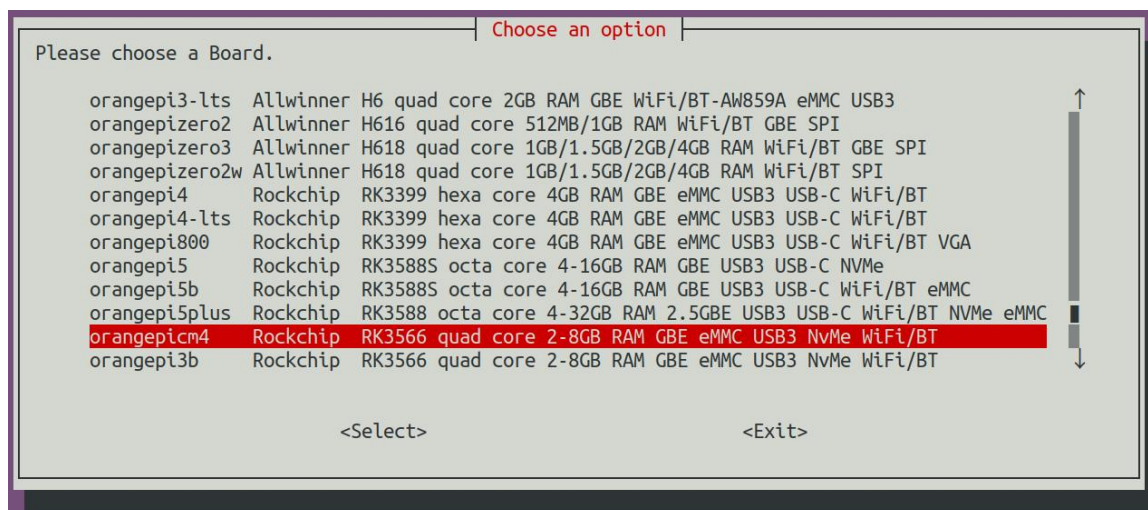 Choose an option
Please choose a Board.
orangepi3-lts Allwinner H6 quad core 2GB RAM GBE WiFi/BT-AW859A eMMC USB3
orangepizero2 Allwinner H616 quad core 512MB/1GB RAM WiFi/BT GBE SPI
orangepizero3 Allwinner H618 quad core 1GB/1.5GB/2GB/4GB RAM WiFi/BT GBE SPI
orangepizero2w Allwinner H618 quad core 1GB/1.5GB/2GB/4GB RAM WiFi/BT SPI
orangepi4 Rockchip RK3399 hexa core 4GB RAM GBE eMMC USB3 USB-C WiFi/BT
orangepi4-lts Rockchip RK3399 hexa core 4GB RAM GBE eMMC USB3 USB-C WiFi/BT
orangepi800 Rockchip RK3399 hexa core 4GB RAM GBE eMMC USB3 USB-C WiFi/BT VGA
orangepi5 Rockchip RK3588S octa core 4-16GB RAM GBE USB3 USB-C NVMe
orangepi5b Rockchip RK3588S octa core 4-16GB RAM GBE USB3 USB-C WiFi/BT eMMC
orangepi5plus Rockchip RK3588 octa core 4-32GB RAM 2.5GBE USB3 USB-C WiFi/BT NVMe eMMC
orangepicm4 Rockchip RK3566 quad core 2-8GB RAM GBE eMMC USB3 NvMe WiFi/BT
orangepi3b Rockchip RK3566 quad core 2-8GB RAM GBE eMMC USB3 NvMe WiFi/BT
<Select> <Exit>